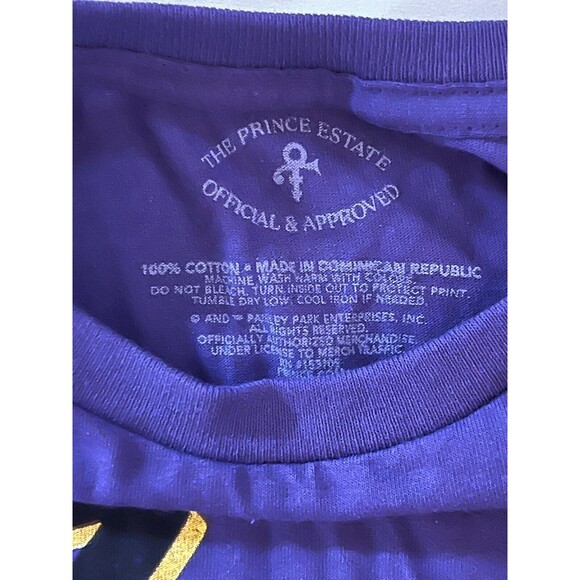 THE PRINCE ESTATE
OFFICIAL & APPROVED
100% COTTON • MADE IN DOMINICAN REPUBLIC
MACHINE WASH WARM WITH COLORS.
DO NOT BLEACH. TURN INSIDE OUT TO PROTECT PRINT.
TUMBLE DRY LOW. COOL IRON IF NEEDED.
© AND ™ PAISLEY PARK ENTERPRISES, INC.
ALL RIGHTS RESERVED.
OFFICIALLY AUTHORIZED MERCHANDISE
UNDER LICENSE TO MERCH TRAFFIC
RN #153109